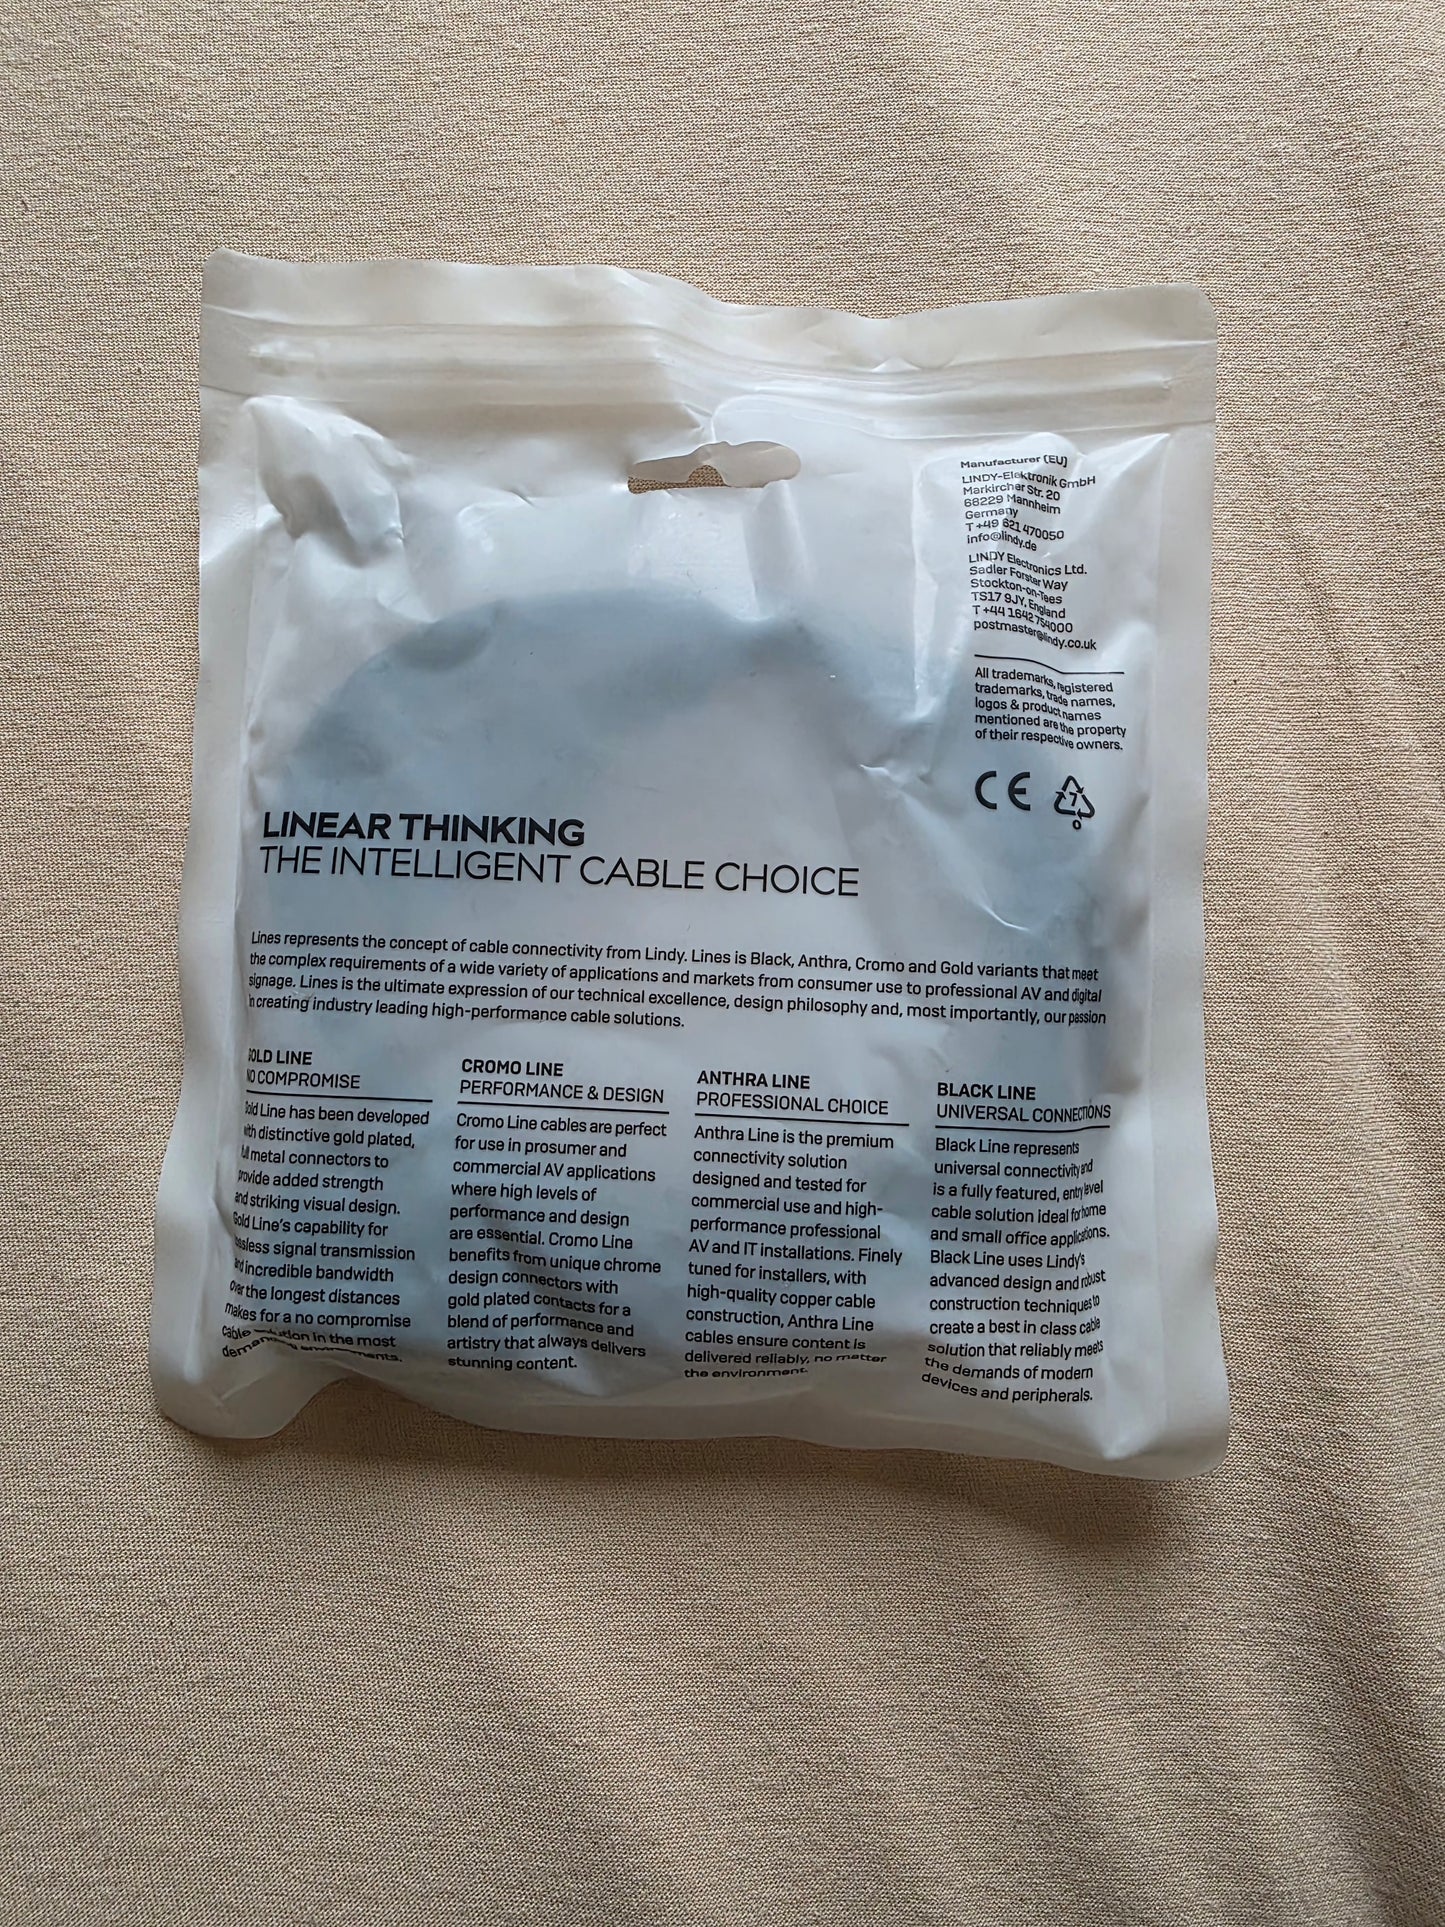 Manufacturer (EU)
LINDY-Elektronik GmbH
Markircher Str. 20
68229 Mannheim
Germany
T +49 621 470050
info@lindy.de
LINDY Electronics Ltd.
Sadler Forster Way
Stockton-on-Tees
TS17 9JY, England
T +44 1642 754000
postmaster@lindy.co.uk
All trademarks, registered
trademarks, trade names,
logos & product names
mentioned are the property
of their respective owners.
CE
7
O
LINEAR THINKING
THE INTELLIGENT CABLE CHOICE
Lines represents the concept of cable connectivity from Lindy. Lines is Black, Anthra, Cromo and Gold variants that meet
the complex requirements of a wide variety of applications and markets from consumer use to professional AV and digital
signage. Lines is the ultimate expression of our technical excellence, design philosophy and, most importantly, our passion
in creating industry leading high-performance cable solutions.
GOLD LINE
NO COMPROMISE
Gold Line has been developed
with distinctive gold plated,
full metal connectors to
provide added strength
and striking visual design.
Gold Line's capability for
lossless signal transmission
and incredible bandwidth
over the longest distances
makes for a no compromise
cable solution in the most
demanding environments.
CROMO LINE
PERFORMANCE & DESIGN
Cromo Line cables are perfect
for use in prosumer and
commercial AV applications
where high levels of
performance and design
are essential. Cromo Line
benefits from unique chrome
design connectors with
gold plated contacts for a
blend of performance and
artistry that always delivers
stunning content.
ANTHRA LINE
PROFESSIONAL CHOICE
Anthra Line is the premium
connectivity solution
designed and tested for
commercial use and high-
performance professional
AV and IT installations. Finely
tuned for installers, with
high-quality copper cable
construction, Anthra Line
cables ensure content is
delivered reliably, no matter
the environment.
BLACK LINE
UNIVERSAL CONNECTIONS
Black Line represents
universal connectivity and
is a fully featured, entry level
cable solution ideal for home
and small office applications.
Black Line uses Lindy's
advanced design and robust
construction techniques to
create a best in class cable
solution that reliably meets
the demands of modern
devices and peripherals.